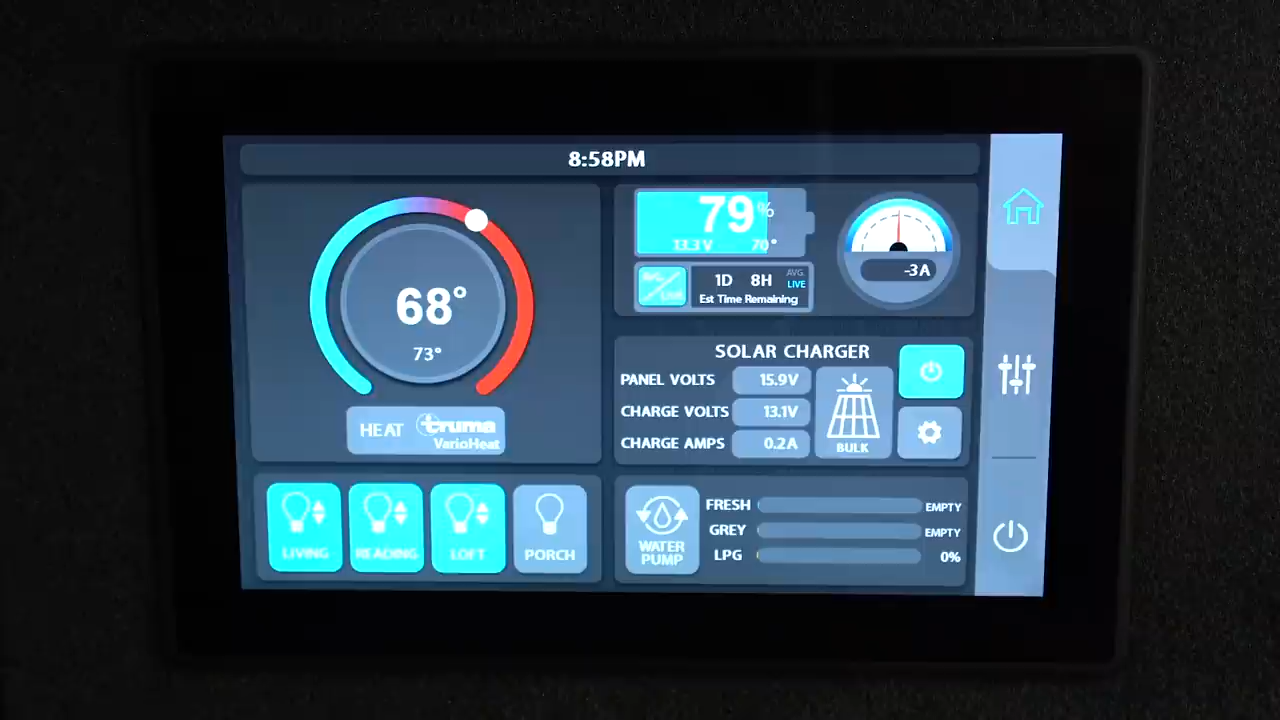 8:58PM
68°
73°
HEAT truma
VarioHeat
79%
13.3V 70°
AVG.
LIVE
1D 8H AVG.
LIVE
Est Time Remaining
-3A
SOLAR CHARGER
PANEL VOLTS 15.9V
CHARGE VOLTS 13.1V
CHARGE AMPS 0.2A
BULK
LIVING READING LOFT PORCH
WATER
PUMP
FRESH EMPTY
GREY EMPTY
LPG 0%